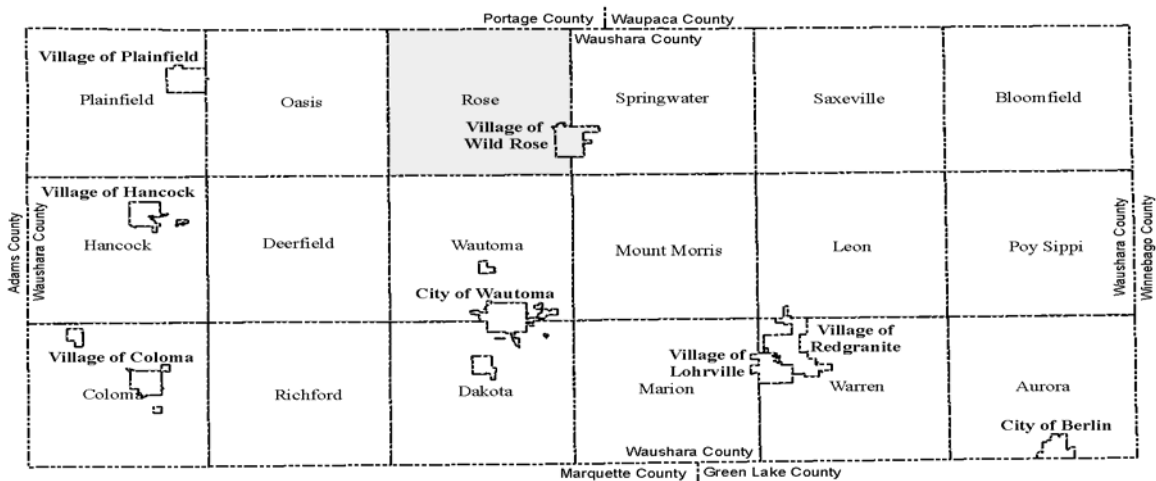 Portage County
Waupaca County
Waushara County
Village of Plainfield
Plainfield
Oasis
Rose
Springwater
Saxeville
Bloomfield
Village of
Wild Rose
Village of Hancock
Hancock
Deerfield
Wautoma
Mount Morris
Leon
Poy Sippi
Adams County
Waushara County
Waushara County
Winnebago County
City of Wautoma
Village of Coloma
Coloma
Richford
Dakota
Village of
Lohrville
Marion
Village of
Redgranite
Warren
Aurora
City of Berlin
Waushara County
Marquette County
Green Lake County